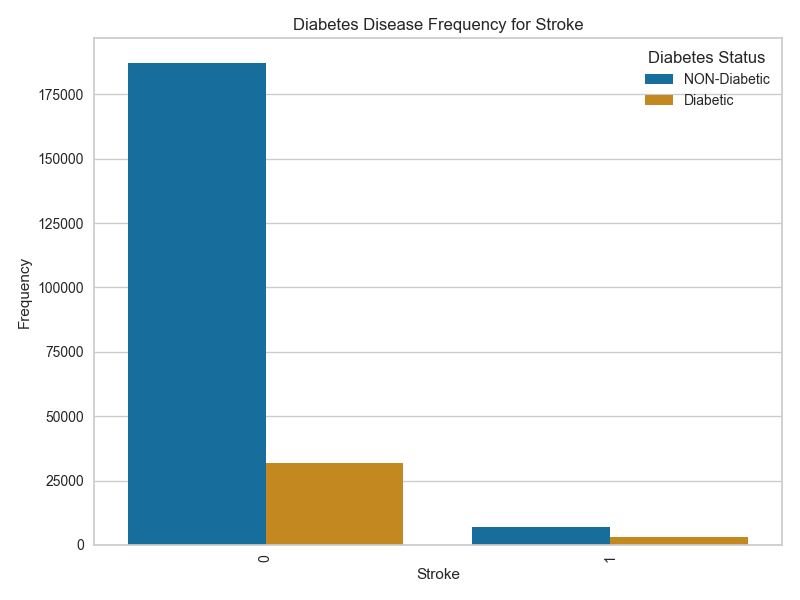 Diabetes Disease Frequency for Stroke
Diabetes Status
NON-Diabetic
Diabetic
175000
150000
125000
100000
75000
50000
25000
0
Frequency
0
1
Stroke